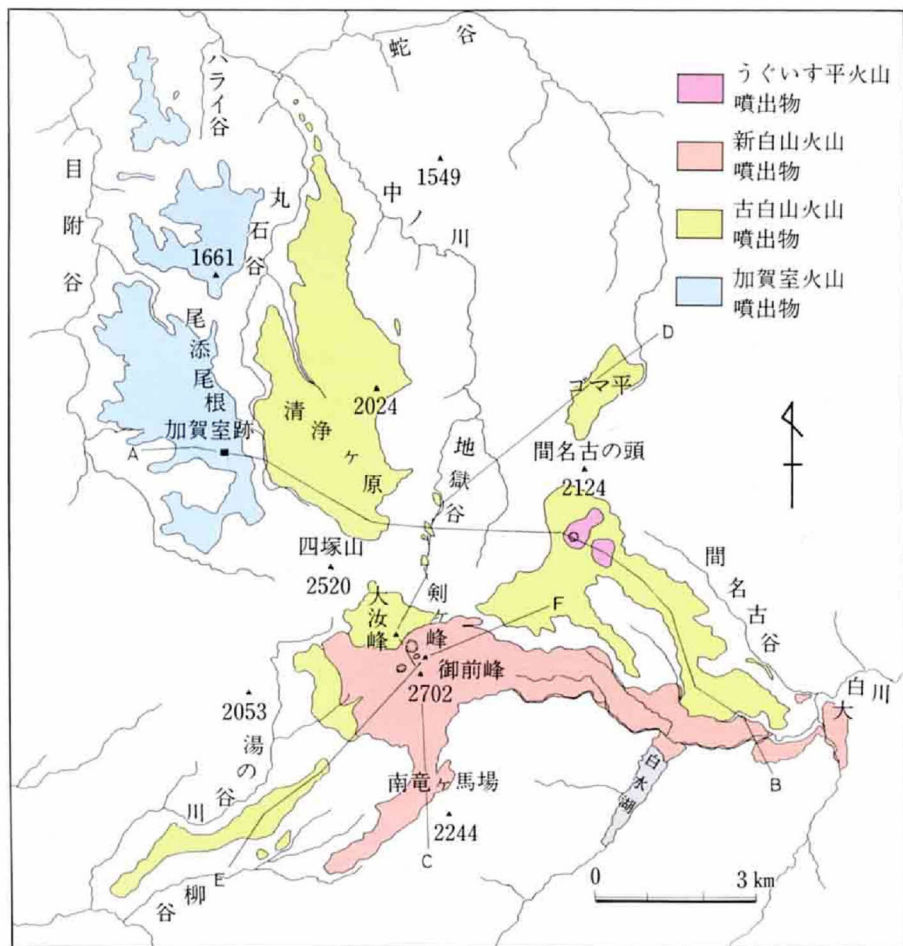 うぐいす平火山
噴出物
新白山火山
噴出物
古白山火山
噴出物
加賀室火山
噴出物
蛇谷
ハライ谷
目附谷
丸石谷
中ノ川
1549
1661
尾添尾根
加賀室跡
A
清浄ヶ原
2024
D
ゴマ平
地獄谷
間名古の頭
2124
四塚山
2520
大汝峰
剣ヶ峰
F
間名古谷
御前峰
2702
2053
湯の谷川
南竜ヶ馬場
2244
白水湖
大白川
B
C
E
柳谷
0 3 km